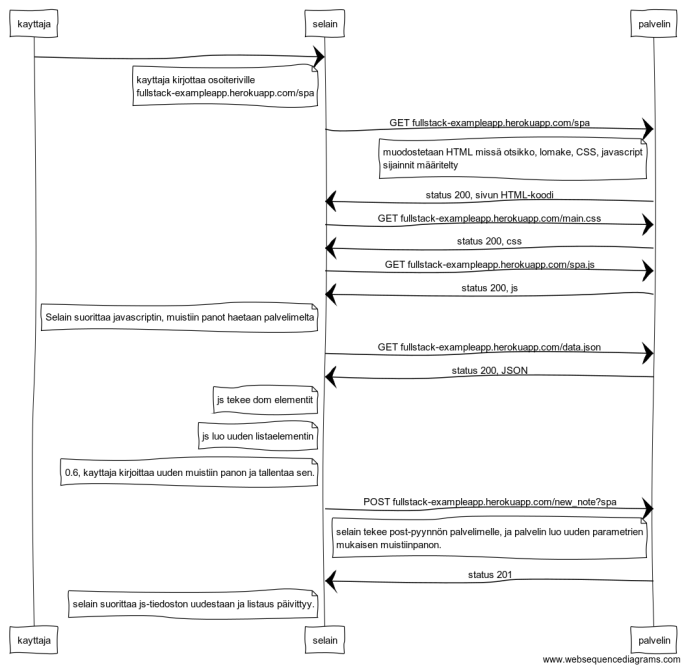 kayttaja
selain
palvelin
kayttaja kirjottaa osoiteriville
fullstack-exampleapp.herokuapp.com/spa
GET fullstack-exampleapp.herokuapp.com/spa
muodostetaan HTML missä otsikko, lomake, CSS, javascript
sijainnit määritelty
status 200, sivun HTML-koodi
GET fullstack-exampleapp.herokuapp.com/main.css
status 200, css
GET fullstack-exampleapp.herokuapp.com/spa.js
status 200, js
Selain suorittaa javascriptin, muistiin panot haetaan palvelimelta
GET fullstack-exampleapp.herokuapp.com/data.json
status 200, JSON
js tekee dom elementit
js luo uuden listaelementin
0.6, kayttaja kirjoittaa uuden muistiin panon ja tallentaa sen.
POST fullstack-exampleapp.herokuapp.com/new_note?spa
selain tekee post-pyynnön palvelimelle, ja palvelin luo uuden parametrien
mukaisen muistiinpanon.
status 201
selain suorittaa js-tiedoston uudestaan ja listaus päivittyy.
kayttaja
selain
palvelin
www.websequencediagrams.com